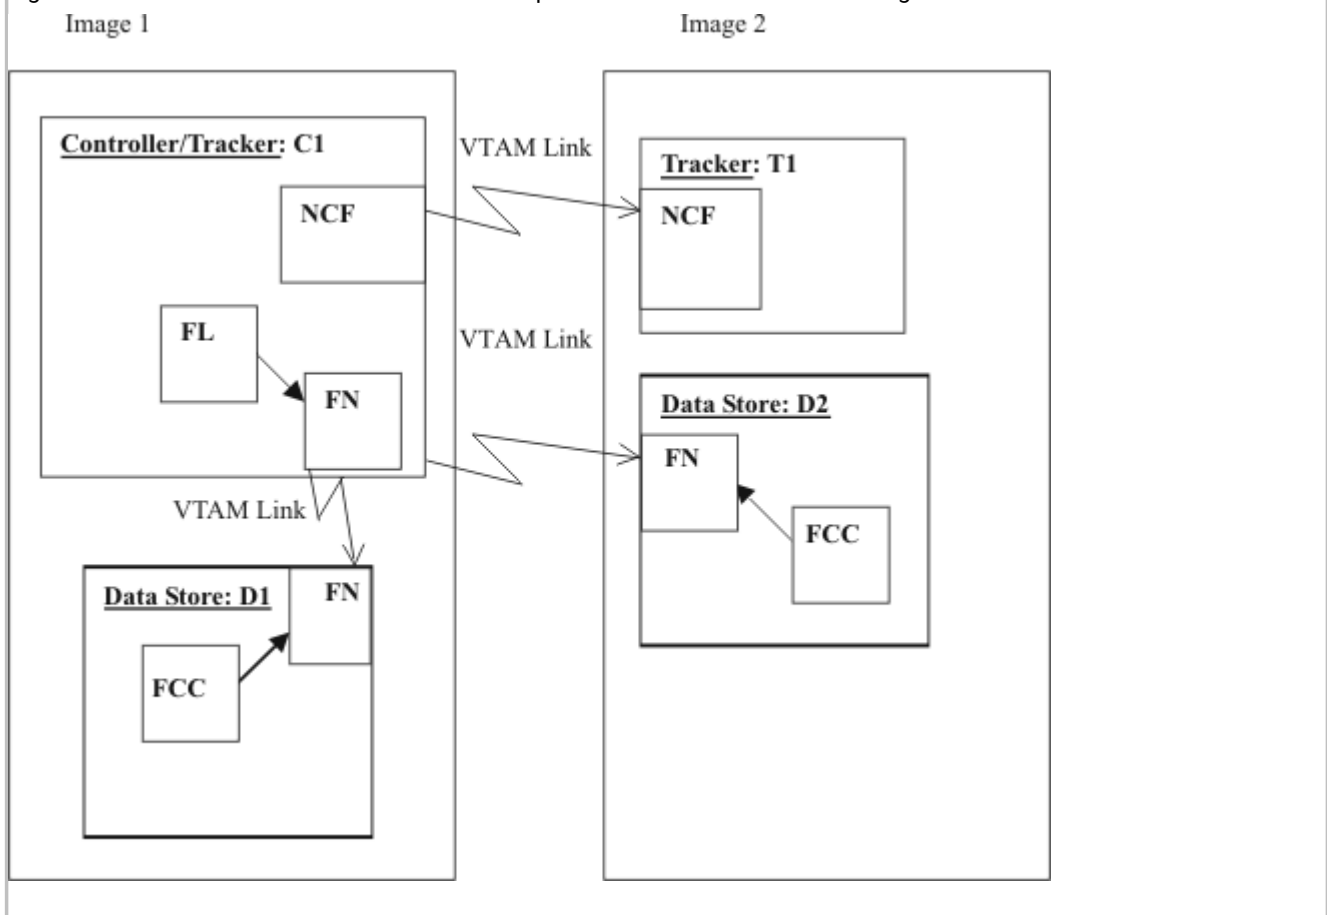 Image 1
Image 2
Controller/Tracker: C1
NCF
FL
FN
VTAM Link
VTAM Link
VTAM Link
Data Store: D1
FN
FCC
Tracker: T1
NCF
Data Store: D2
FN
FCC